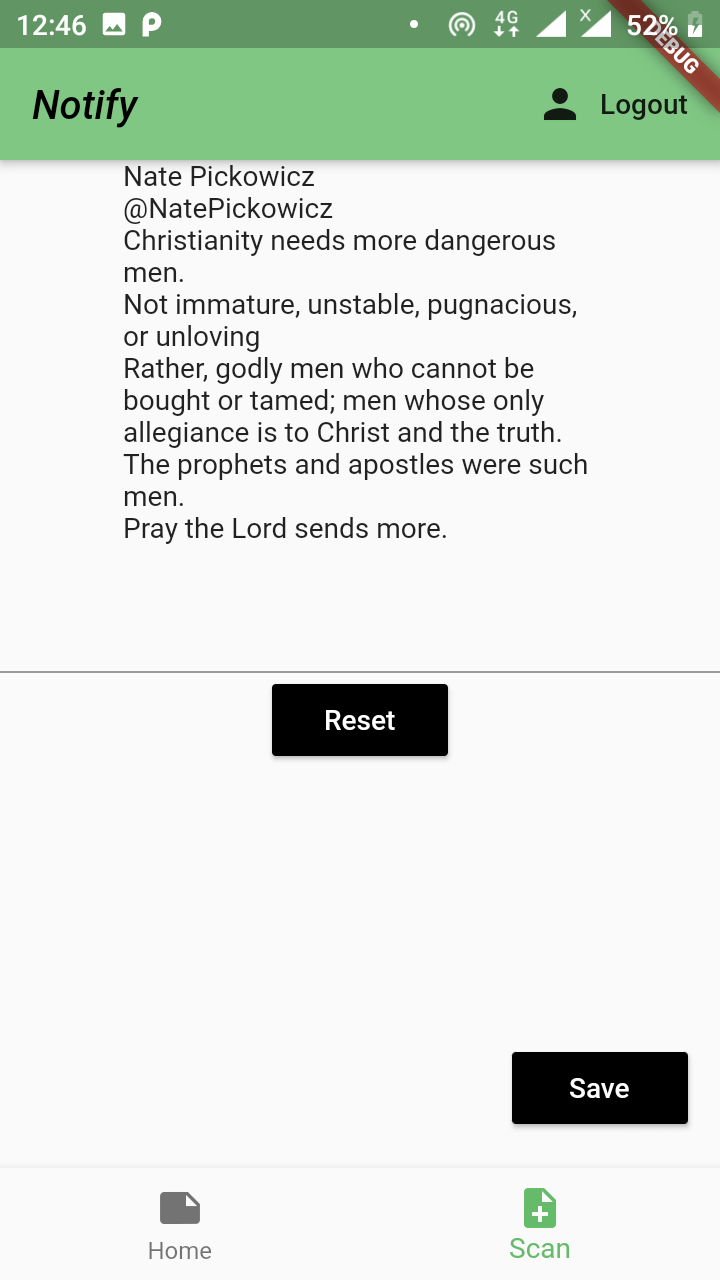 12:46
4G
X
52%
DEBUG
Notify
Logout
Nate Pickowicz
@NatePickowicz
Christianity needs more dangerous
men.
Not immature, unstable, pugnacious,
or unloving
Rather, godly men who cannot be
bought or tamed; men whose only
allegiance is to Christ and the truth.
The prophets and apostles were such
men.
Pray the Lord sends more.
Reset
Save
Home
Scan